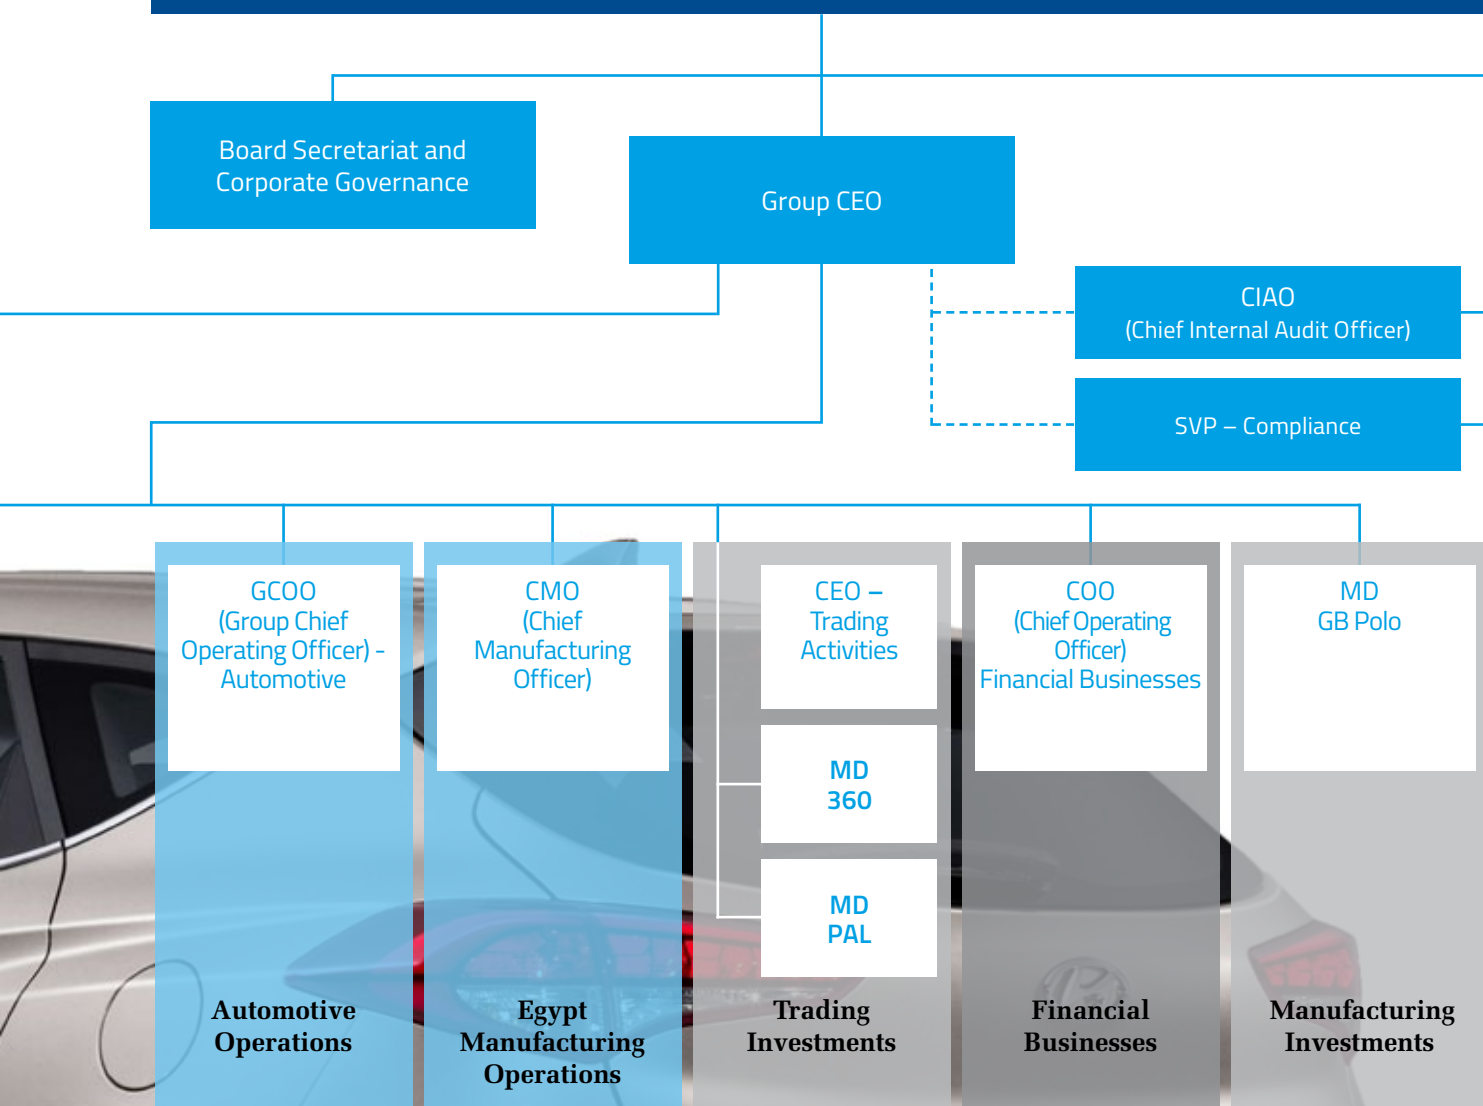 Board Secretariat and
Corporate Governance
Group CEO
CIAO
(Chief Internal Audit Officer)
SVP – Compliance
GCOO
(Group Chief
Operating Officer) -
Automotive
CMO
(Chief
Manufacturing
Officer)
CEO –
Trading
Activities
MD
360
MD
PAL
COO
(Chief Operating
Officer)
Financial Businesses
MD
GB Polo
Automotive
Operations
Egypt
Manufacturing
Operations
Trading
Investments
Financial
Businesses
Manufacturing
Investments